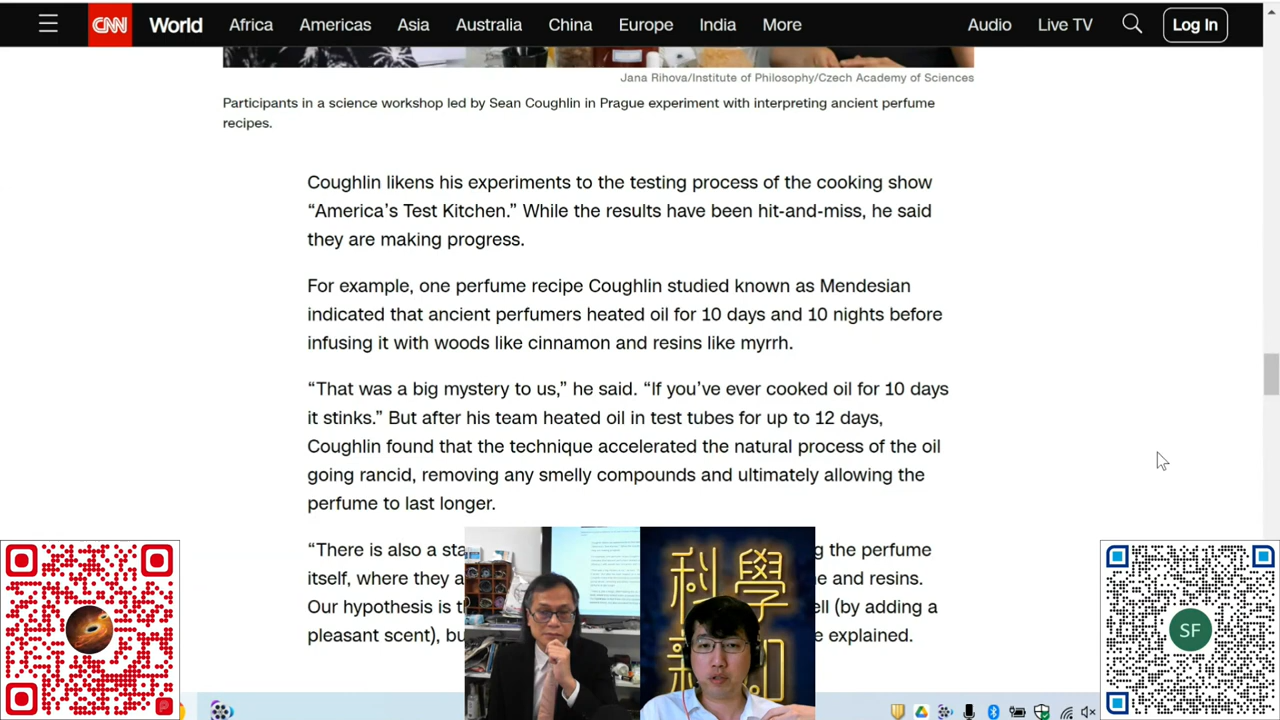 CNN World Africa Americas Asia Australia China Europe India More Audio Live TV Log In
Jana Rihova/Institute of Philosophy/Czech Academy of Sciences
Participants in a science workshop led by Sean Coughlin in Prague experiment with interpreting ancient perfume
recipes.
Coughlin likens his experiments to the testing process of the cooking show
“America’s Test Kitchen.” While the results have been hit-and-miss, he said
they are making progress.
For example, one perfume recipe Coughlin studied known as Mendesian
indicated that ancient perfumers heated oil for 10 days and 10 nights before
infusing it with woods like cinnamon and resins like myrrh.
“That was a big mystery to us,” he said. “If you’ve ever cooked oil for 10 days
it stinks.” But after his team heated oil in test tubes for up to 12 days,
Coughlin found that the technique accelerated the natural process of the oil
going rancid, removing any smelly compounds and ultimately allowing the
perfume to last longer.
“There is also a the perfume
itself, where they and resins.
Our hypothesis is (by adding a
pleasant scent), explained.
科學
SF